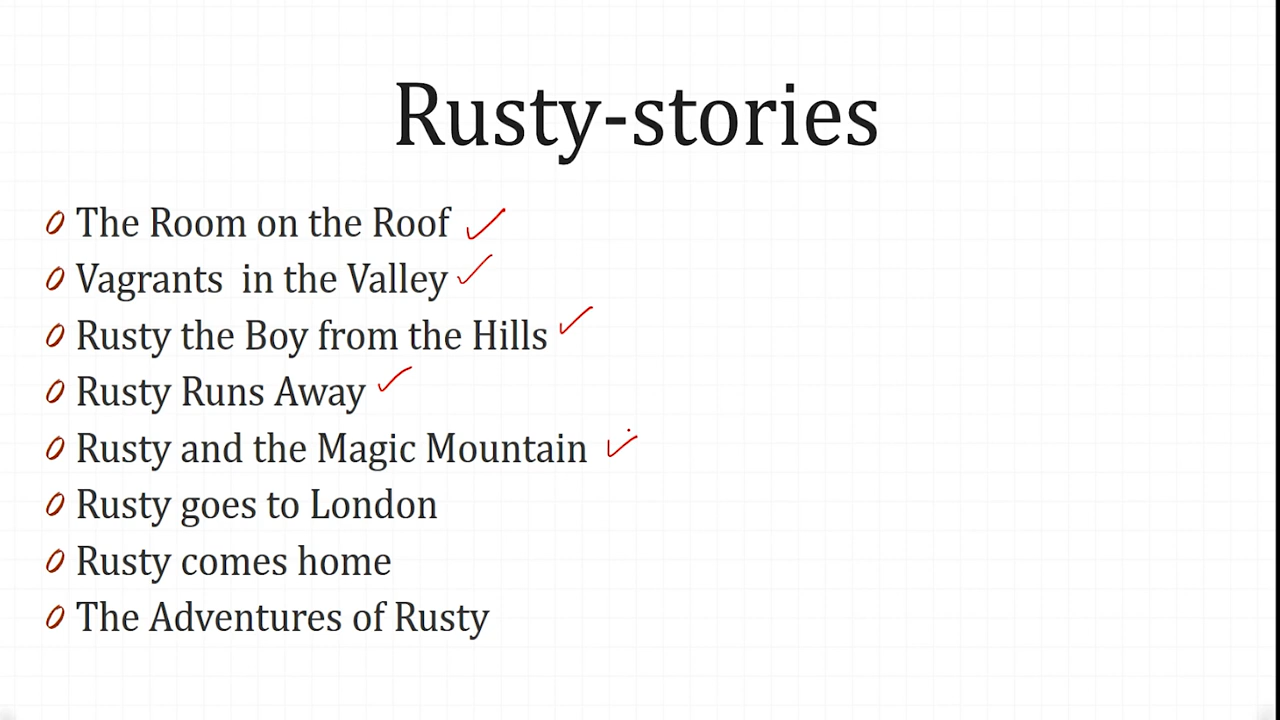 Rusty-stories
The Room on the Roof
Vagrants in the Valley
Rusty the Boy from the Hills
Rusty Runs Away
Rusty and the Magic Mountain
Rusty goes to London
Rusty comes home
The Adventures of Rusty